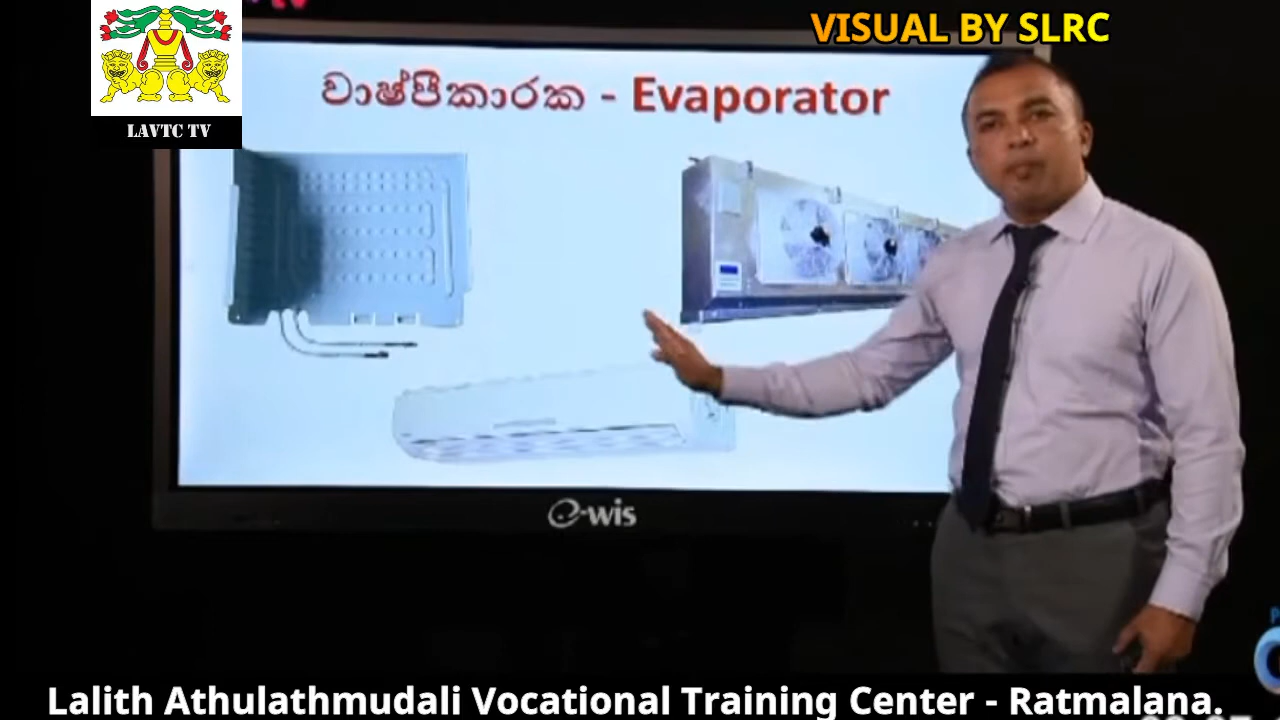 VISUAL BY SLRC
LAVTC TV
වාෂ්පීකාරක - Evaporator
e-wis
Lalith Athulathmudali Vocational Training Center - Ratmalana.